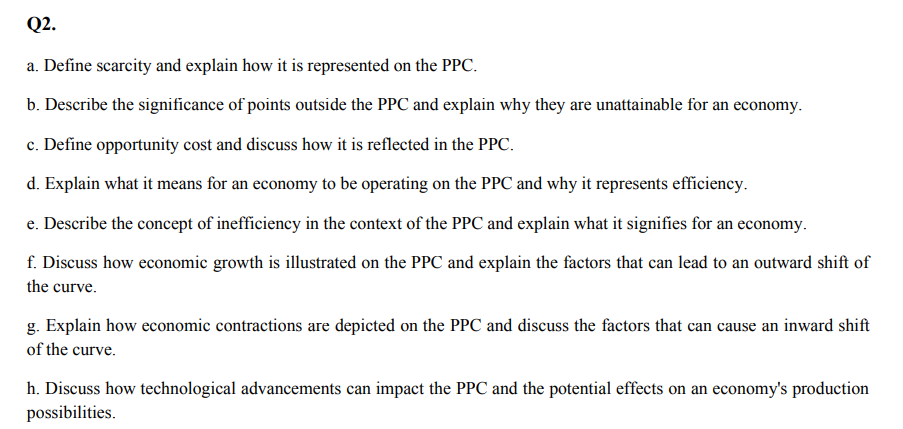 Q2.
a. Define scarcity and explain how it is represented on the PPC.
b. Describe the significance of points outside the PPC and explain why they are unattainable for an economy.
c. Define opportunity cost and discuss how it is reflected in the PPC.
d. Explain what it means for an economy to be operating on the PPC and why it represents efficiency.
e. Describe the concept of inefficiency in the context of the PPC and explain what it signifies for an economy.
f. Discuss how economic growth is illustrated on the PPC and explain the factors that can lead to an outward shift of
the curve.
g. Explain how economic contractions are depicted on the PPC and discuss the factors that can cause an inward shift
of the curve.
h. Discuss how technological advancements can impact the PPC and the potential effects on an economy's production
possibilities.